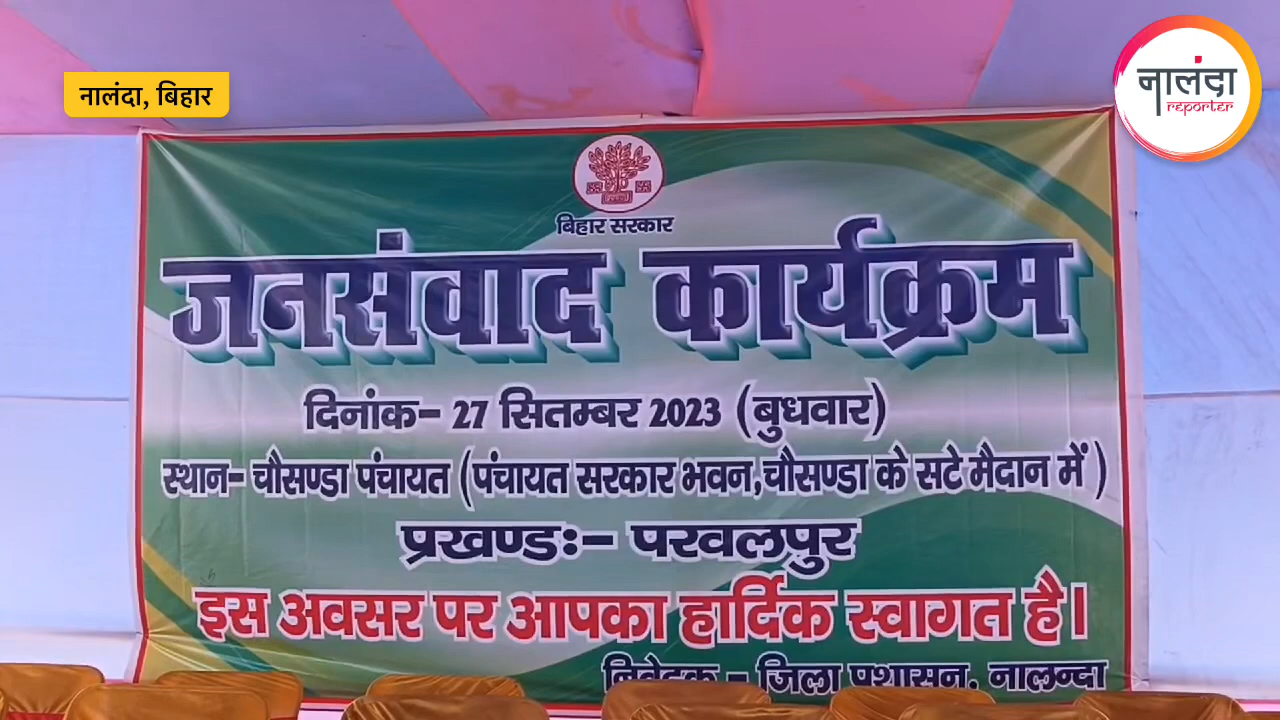 नालंदा, बिहार
नालंदा
reporter
बिहार सरकार
जनसंवाद कार्यक्रम
दिनांक- 27 सितम्बर 2023 (बुधवार)
स्थान- चौसण्डा पंचायत (पंचायत सरकार भवन,चौसण्डा के सटे मैदान में )
प्रखण्डः- परवलपुर
इस अवसर पर आपका हार्दिक स्वागत है।
निवेदक - जिला प्रशासन, नालन्दा